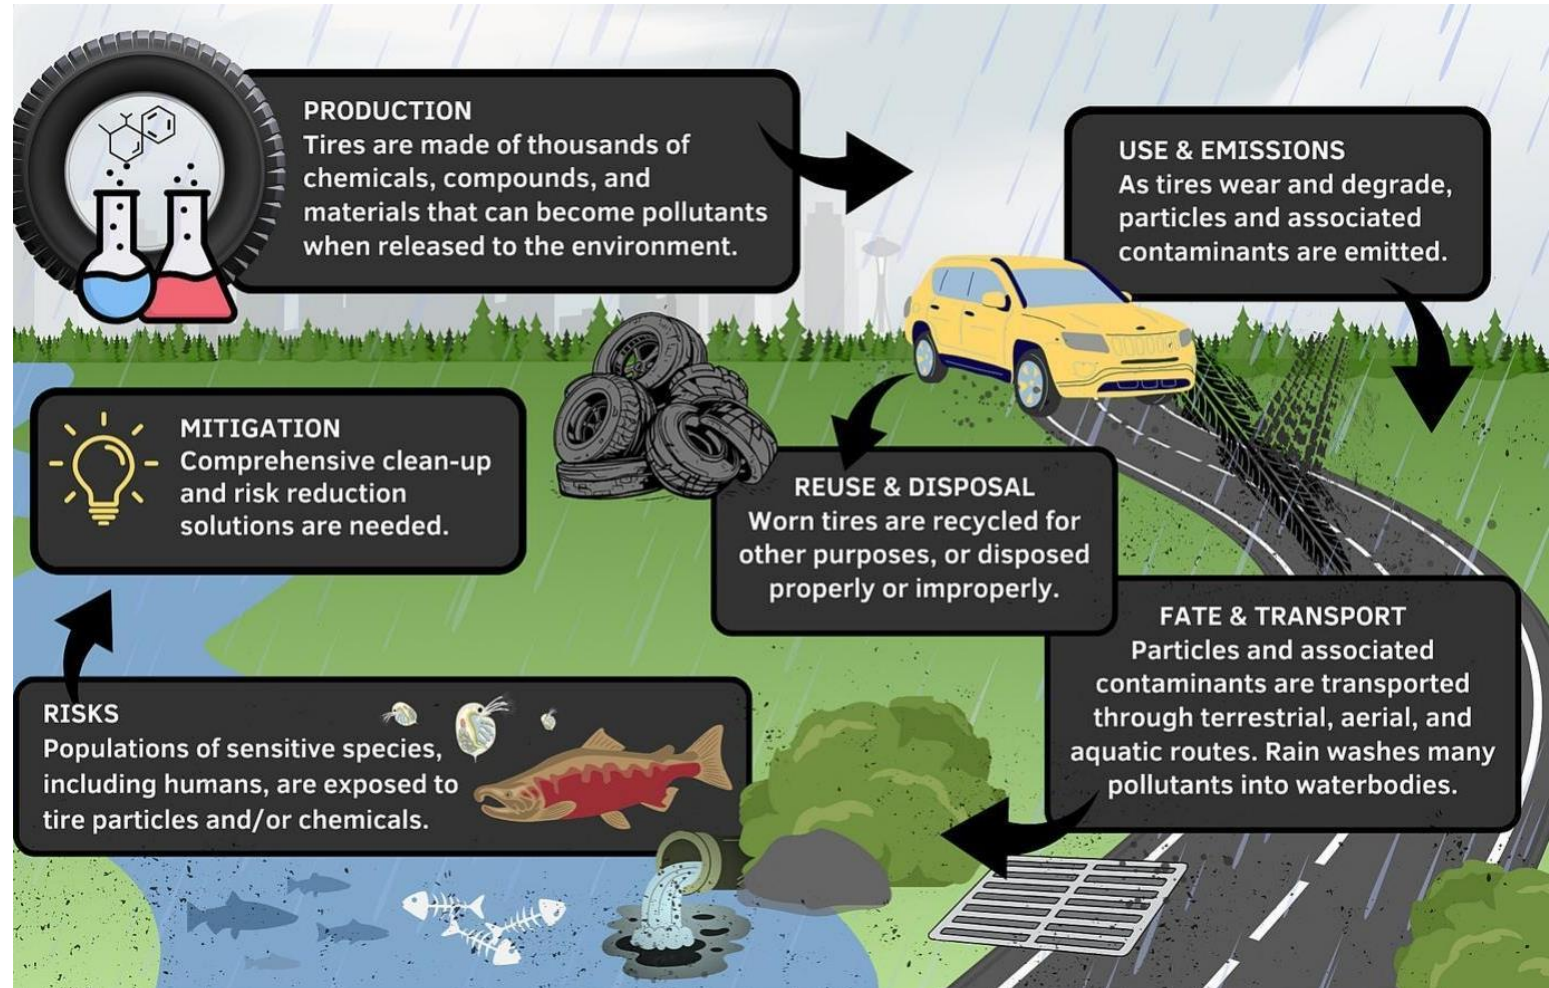 PRODUCTION
Tires are made of thousands of
chemicals, compounds, and
materials that can become pollutants
when released to the environment.
USE & EMISSIONS
As tires wear and degrade,
particles and associated
contaminants are emitted.
REUSE & DISPOSAL
Worn tires are recycled for
other purposes, or disposed
properly or improperly.
FATE & TRANSPORT
Particles and associated
contaminants are transported
through terrestrial, aerial, and
aquatic routes. Rain washes many
pollutants into waterbodies.
RISKS
Populations of sensitive species,
including humans, are exposed to
tire particles and/or chemicals.
MITIGATION
Comprehensive clean-up
and risk reduction
solutions are needed.